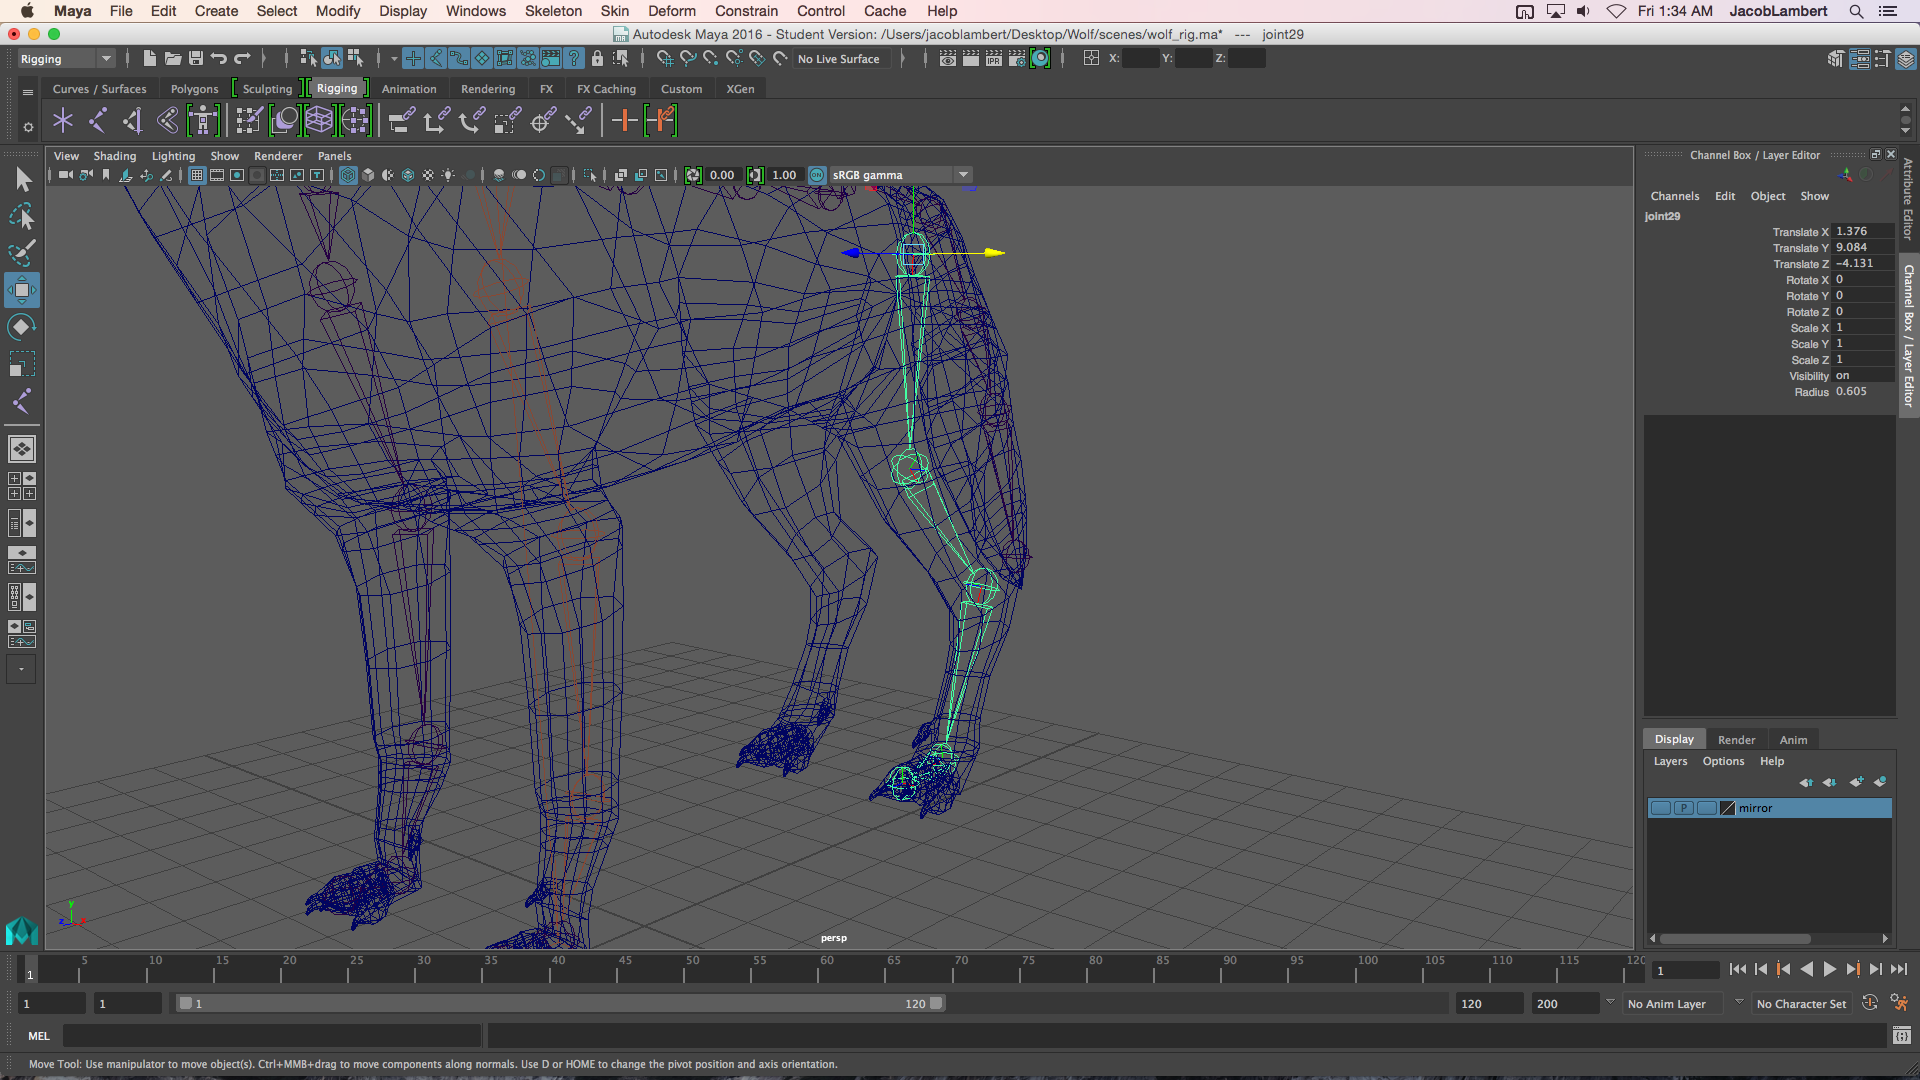 Maya File Edit Create Select Modify Display Windows Skeleton Skin Deform Constrain Control Cache Help Fri 1:34 AM JacobLambert
Autodesk Maya 2016 - Student Version: /Users/jacoblambert/Desktop/Wolf/scenes/wolf_rig.ma* --- joint29
Rigging No Live Surface IPR X: Y: Z:
Curves / Surfaces Polygons Sculpting Rigging Animation Rendering FX FX Caching Custom XGen
View Shading Lighting Show Renderer Panels
0.00 1.00 ON sRGB gamma
Channel Box / Layer Editor
Channels Edit Object Show
joint29
Translate X 1.376
Translate Y 9.084
Translate Z -4.131
Rotate X 0
Rotate Y 0
Rotate Z 0
Scale X 1
Scale Y 1
Scale Z 1
Visibility on
Radius 0.605
Attribute Editor
Channel Box / Layer Editor
Display Render Anim
Layers Options Help
P mirror
y
z x
persp
1 5 10 15 20 25 30 35 40 45 50 55 60 65 70 75 80 85 90 95 100 105 110 115 120 1
1 1 1 120 120 200 No Anim Layer No Character Set
MEL
Move Tool: Use manipulator to move object(s). Ctrl+MMB+drag to move components along normals. Use D or HOME to change the pivot position and axis orientation.